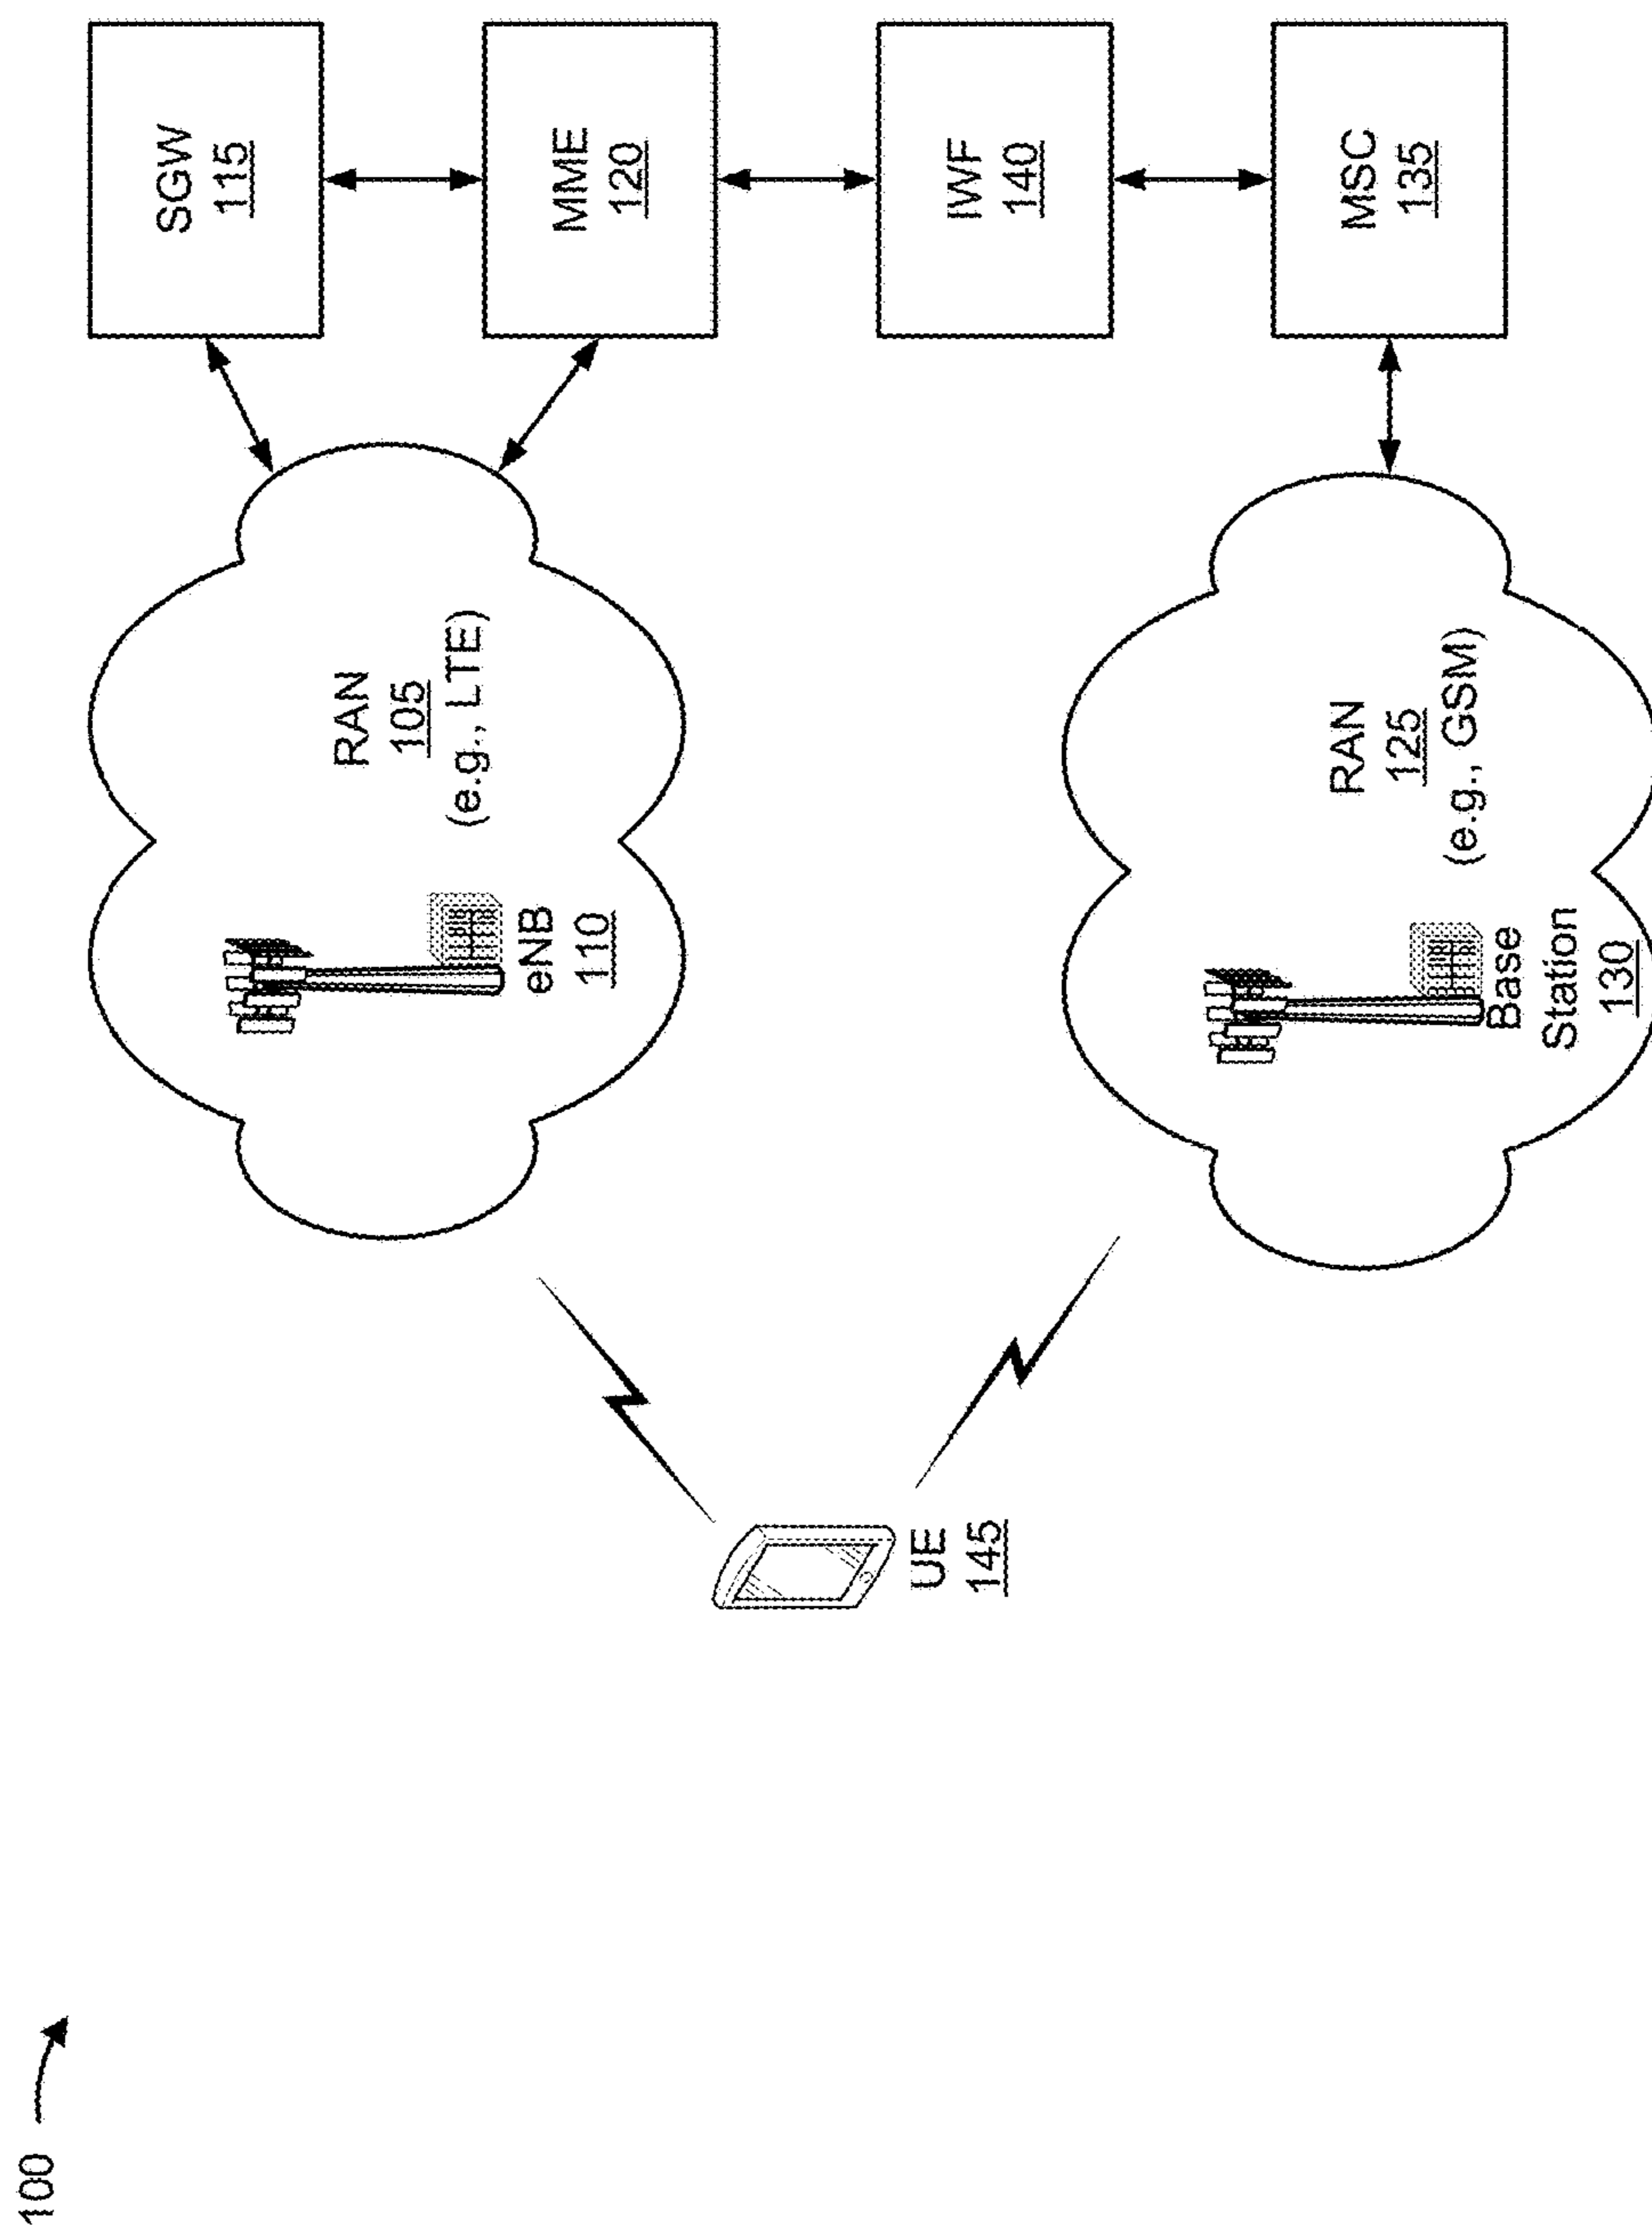 100
UE
145
eNB
110
RAN
105
(e.g., LTE)
Base
Station
130
RAN
125
(e.g., GSM)
SGW
115
MME
120
IWF
140
MSC
135